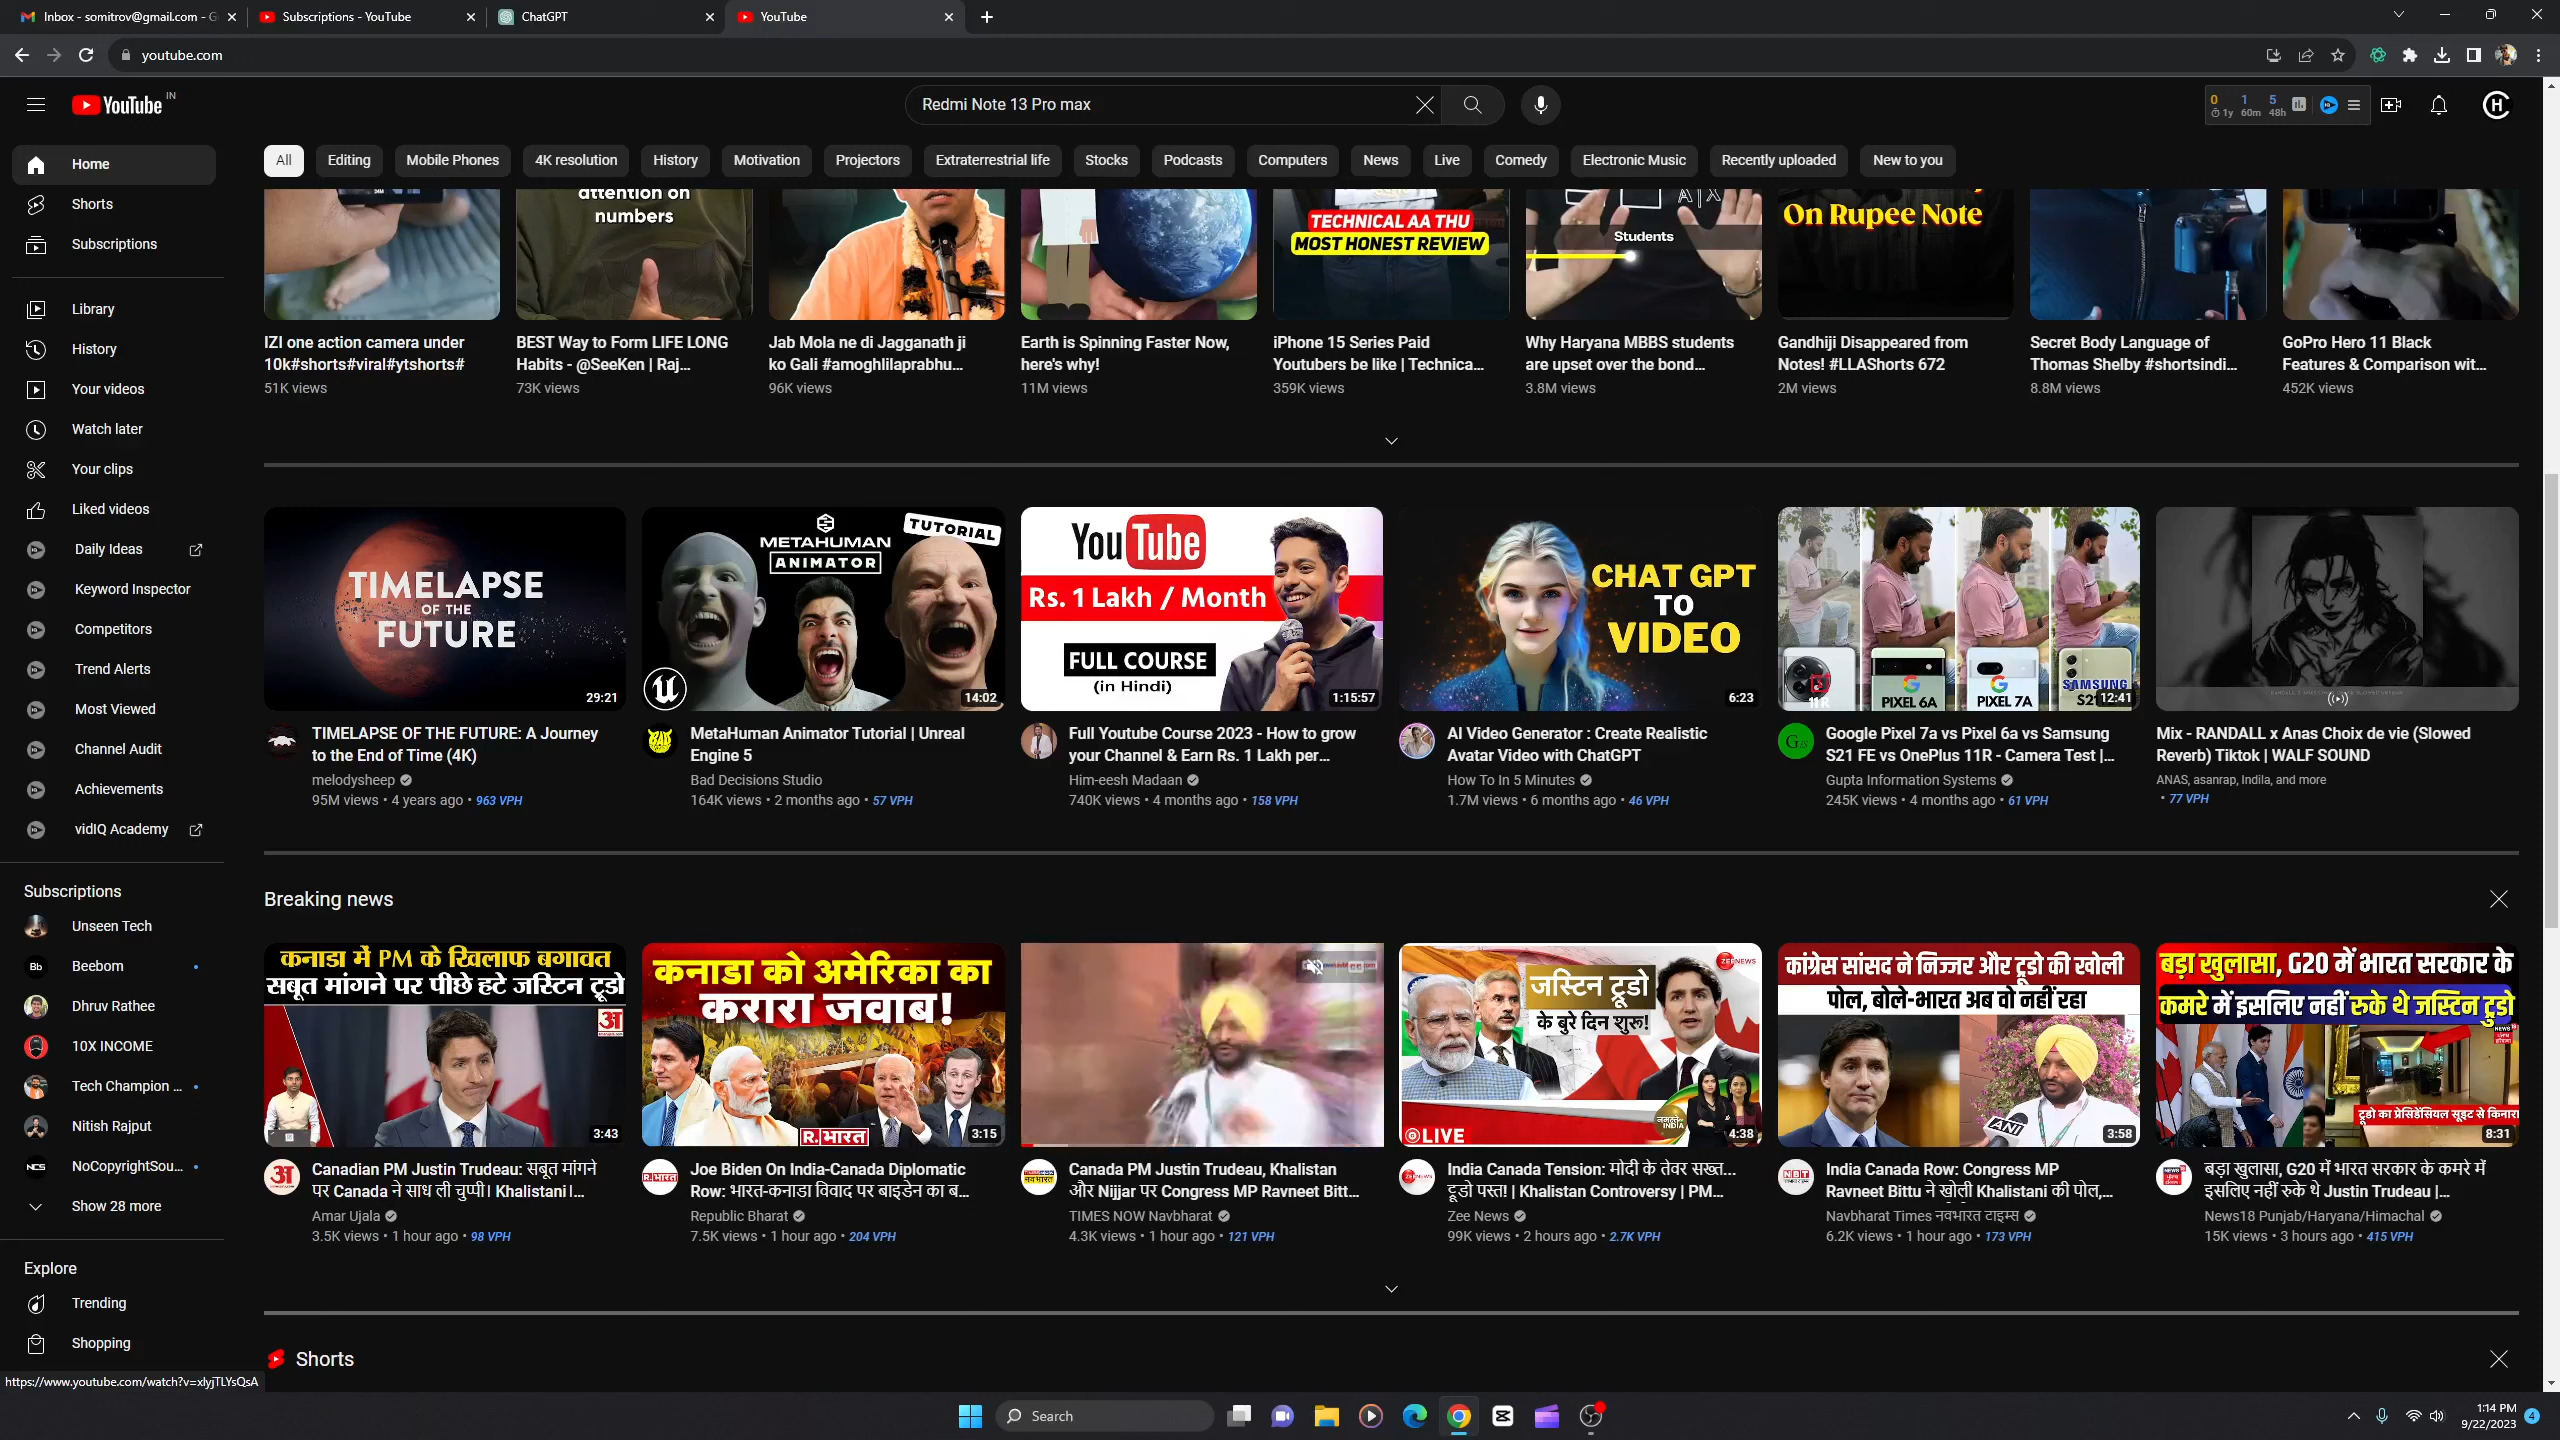 Inbox - somitrov@gmail.com - G
Subscriptions - YouTube
ChatGPT
YouTube
youtube.com
YouTube IN
Redmi Note 13 Pro max
0 1 5
1y 60m 48h
Home
Shorts
Subscriptions
Library
History
Your videos
Watch later
Your clips
Liked videos
Daily Ideas
Keyword Inspector
Competitors
Trend Alerts
Most Viewed
Channel Audit
Achievements
vidIQ Academy
Subscriptions
Unseen Tech
Beebom
Dhruv Rathee
10X INCOME
Tech Champion ...
Nitish Rajput
NoCopyrightSou...
Show 28 more
Explore
Trending
Shopping
All
Editing
Mobile Phones
4K resolution
History
Motivation
Projectors
Extraterrestrial life
Stocks
Podcasts
Computers
News
Live
Comedy
Electronic Music
Recently uploaded
New to you
attention on
numbers
TECHNICAL AA THU
MOST HONEST REVIEW
Students
On Rupee Note
IZI one action camera under
10k#shorts#viral#ytshorts#
51K views
BEST Way to Form LIFE LONG
Habits - @SeeKen | Raj...
73K views
Jab Mola ne di Jagganath ji
ko Gali #amoghlilaprabhu...
96K views
Earth is Spinning Faster Now,
here's why!
11M views
iPhone 15 Series Paid
Youtubers be like | Technica...
359K views
Why Haryana MBBS students
are upset over the bond...
3.8M views
Gandhiji Disappeared from
Notes! #LLAShorts 672
2M views
Secret Body Language of
Thomas Shelby #shortsindi...
8.8M views
GoPro Hero 11 Black
Features & Comparison wit...
452K views
TIMELAPSE
OF THE
FUTURE
29:21
TIMELAPSE OF THE FUTURE: A Journey
to the End of Time (4K)
melodysheep
95M views • 4 years ago • 963 VPH
TUTORIAL
METAHUMAN
ANIMATOR
14:02
MetaHuman Animator Tutorial | Unreal
Engine 5
Bad Decisions Studio
164K views • 2 months ago • 57 VPH
YouTube
Rs. 1 Lakh / Month
FULL COURSE
(in Hindi)
1:15:57
Full Youtube Course 2023 - How to grow
your Channel & Earn Rs. 1 Lakh per...
Him-eesh Madaan
740K views • 4 months ago • 158 VPH
CHAT GPT
TO
VIDEO
6:23
AI Video Generator : Create Realistic
Avatar Video with ChatGPT
How To In 5 Minutes
1.7M views • 6 months ago • 46 VPH
11R
PIXEL 6A
PIXEL 7A
SAMSUNG
S21
12:41
Google Pixel 7a vs Pixel 6a vs Samsung
S21 FE vs OnePlus 11R - Camera Test |...
Gupta Information Systems
245K views • 4 months ago • 61 VPH
Mix - RANDALL x Anas Choix de vie (Slowed
Reverb) Tiktok | WALF SOUND
ANAS, asanrap, Indila, and more
• 77 VPH
Breaking news
कनाडा में PM के खिलाफ बगावत
सबूत मांगने पर पीछे हटे जस्टिन ट्रूडो
अ
3:43
Canadian PM Justin Trudeau: सबूत मांगने
पर Canada ने साध ली चुप्पी। Khalistani।...
Amar Ujala
3.5K views • 1 hour ago • 98 VPH
कनाडा को अमेरिका का
करारा जवाब!
R.भारत
3:15
Joe Biden On India-Canada Diplomatic
Row: भारत-कनाडा विवाद पर बाइडेन का ब...
Republic Bharat
7.5K views • 1 hour ago • 204 VPH
Canada PM Justin Trudeau, Khalistan
और Nijjar पर Congress MP Ravneet Bitt...
TIMES NOW Navbharat
4.3K views • 1 hour ago • 121 VPH
ZEE NEWS
जस्टिन ट्रूडो
के बुरे दिन शुरू!
LIVE
4:38
India Canada Tension: मोदी के तेवर सख्त...
ट्रूडो पस्त! | Khalistan Controversy | PM...
Zee News
99K views • 2 hours ago • 2.7K VPH
कांग्रेस सांसद ने निज्जर और ट्रूडो की खोली
पोल, बोले-भारत अब वो नहीं रहा
ANI
3:58
India Canada Row: Congress MP
Ravneet Bittu ने खोली Khalistani की पोल,...
Navbharat Times नवभारत टाइम्स
6.2K views • 1 hour ago • 173 VPH
बड़ा खुलासा, G20 में भारत सरकार के
कमरे में इसलिए नहीं रुके थे जस्टिन ट्रूडो
ट्रूडो का प्रेसिडेंसियल सूइट से किनारा
8:31
बड़ा खुलासा, G20 में भारत सरकार के कमरे में
इसलिए नहीं रुके थे Justin Trudeau |...
News18 Punjab/Haryana/Himachal
15K views • 3 hours ago • 415 VPH
Shorts
https://www.youtube.com/watch?v=xlyjTLYsQsA
Search
1:14 PM
9/22/2023
4